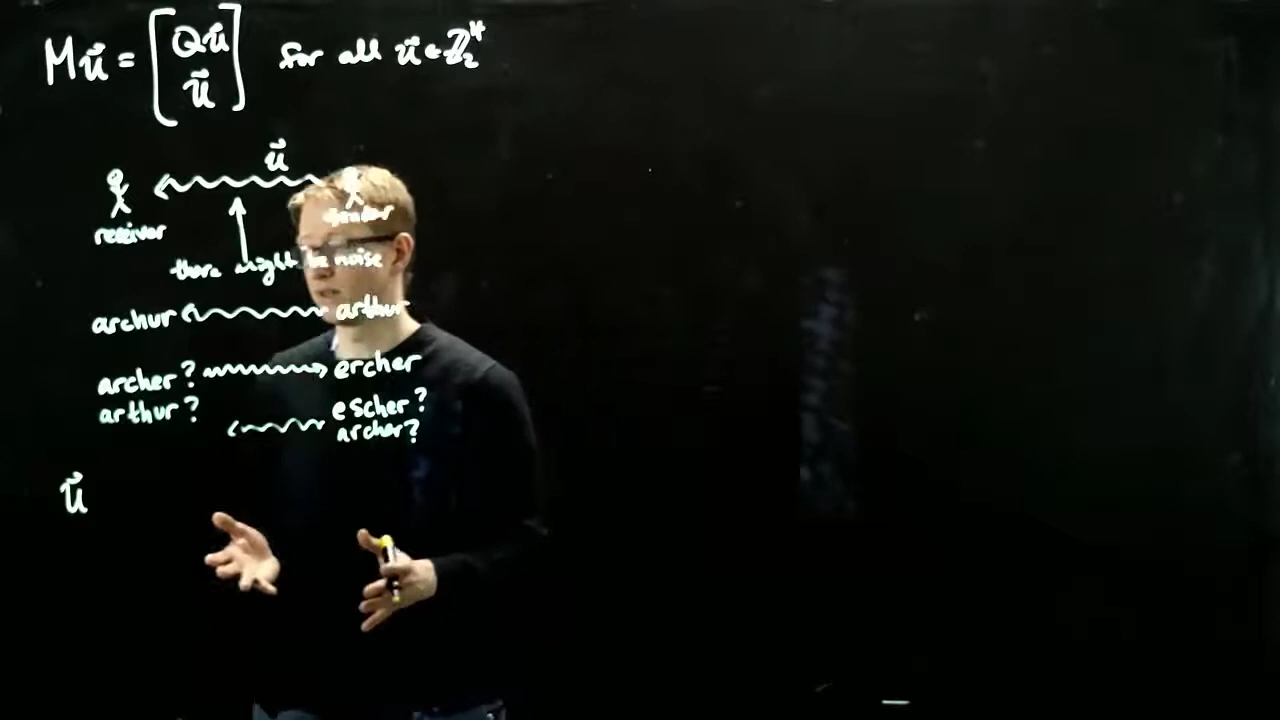 Mu⃗ = [Qu⃗ u⃗] for all u⃗ ∈ ℤ₂⁴
u⃗
receiver sender
there might be noise
archur arthur
archer? ercher
arthur?
escher?
archer?
u⃗